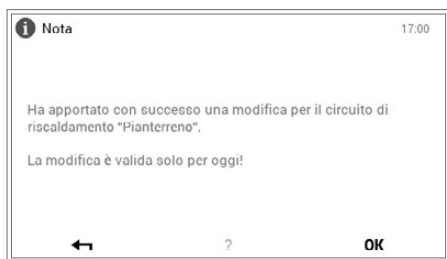 Nota
17:00
Ha apportato con successo una modifica per il circuito di
riscaldamento "Pianterreno".
La modifica è valida solo per oggi!
?
OK